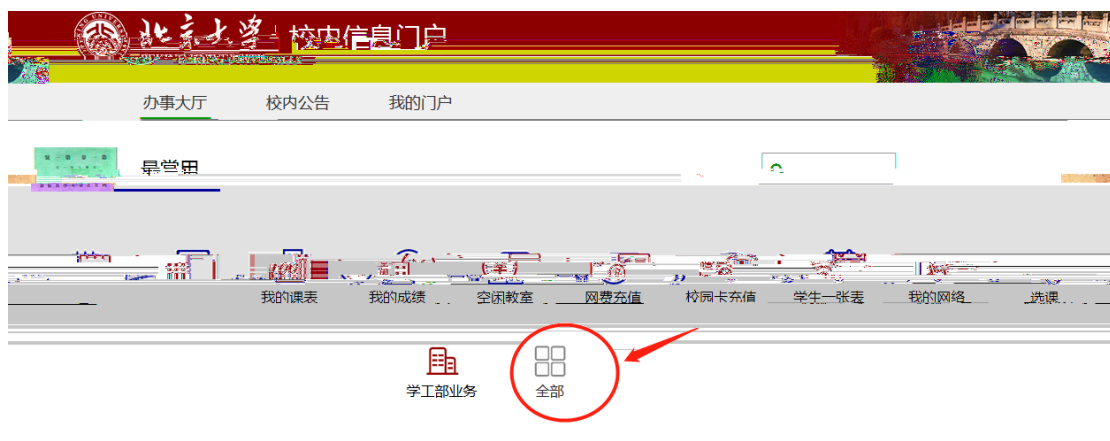 北京大学 校内信息门户
办事大厅 校内公告 我的门户
最常用
我的课表 我的成绩 空闲教室 网费充值 校园卡充值 学生一张表 我的网络 选课
学工部业务 全部